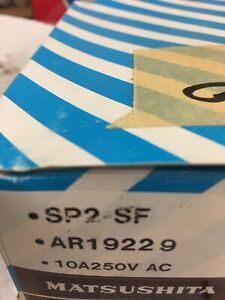 • SP2-SF
• AR19229
• 10A250V AC
MATSUSHITA